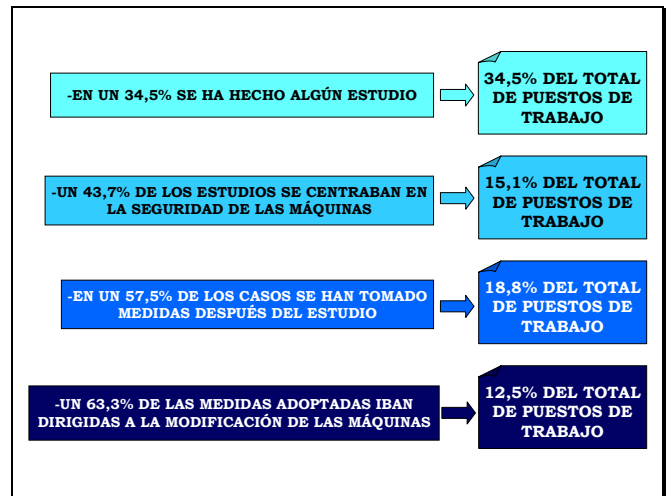 -EN UN 34,5% SE HA HECHO ALGÚN ESTUDIO
34,5% DEL TOTAL
DE PUESTOS DE
TRABAJO
-UN 43,7% DE LOS ESTUDIOS SE CENTRABAN EN
LA SEGURIDAD DE LAS MÁQUINAS
15,1% DEL TOTAL
DE PUESTOS DE
TRABAJO
-EN UN 57,5% DE LOS CASOS SE HAN TOMADO
MEDIDAS DESPUÉS DEL ESTUDIO
18,8% DEL TOTAL
DE PUESTOS DE
TRABAJO
-UN 63,3% DE LAS MEDIDAS ADOPTADAS IBAN
DIRIGIDAS A LA MODIFICACIÓN DE LAS MÁQUINAS
12,5% DEL TOTAL
DE PUESTOS DE
TRABAJO